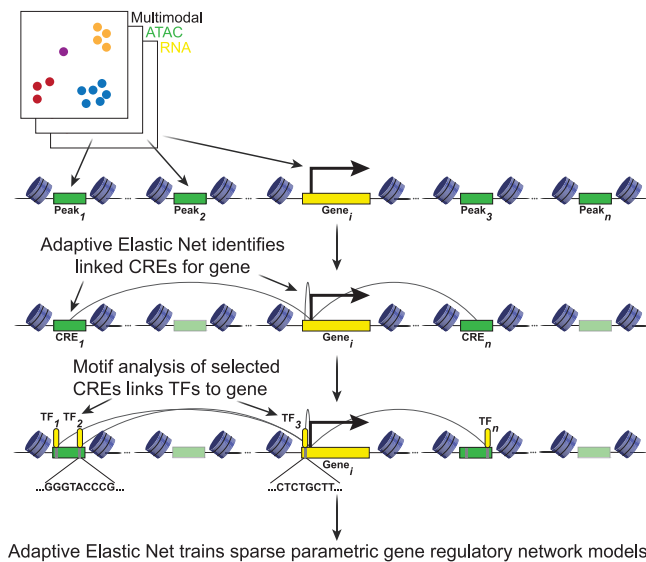 Multimodal
ATAC
RNA
... ... ... ...
Peak1 Peak2 Genei Peak3 Peakn
Adaptive Elastic Net identifies
linked CREs for gene
... ... ... ...
CRE1 Genei CREn
Motif analysis of selected
CREs links TFs to gene
TF1 TF2 TF3 TFn
... ... ... ...
Genei
...GGGTACCCG... ...CTCTGCTT...
Adaptive Elastic Net trains sparse parametric gene regulatory network models